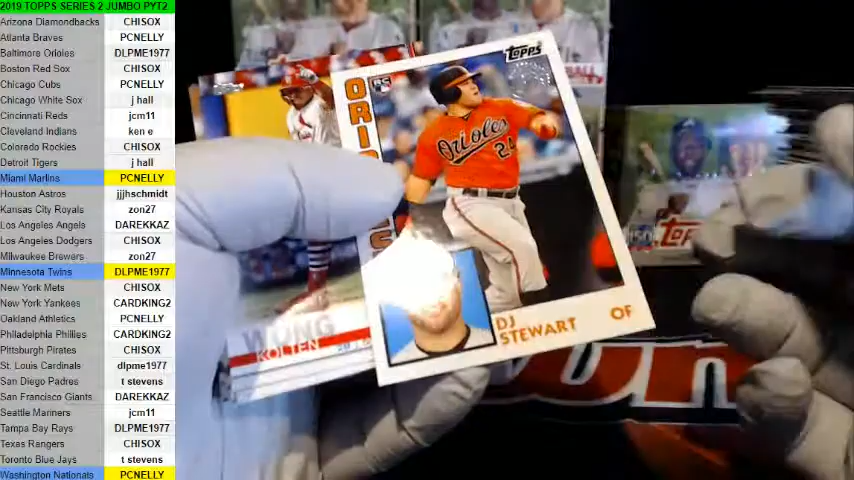 2019 TOPPS SERIES 2 JUMBO PYT2
Arizona Diamondbacks CHISOX
Atlanta Braves PCNELLY
Baltimore Orioles DLPME1977
Boston Red Sox CHISOX
Chicago Cubs PCNELLY
Chicago White Sox j hall
Cincinnati Reds jcm11
Cleveland Indians ken e
Colorado Rockies CHISOX
Detroit Tigers j hall
Miami Marlins PCNELLY
Houston Astros jjjhschmidt
Kansas City Royals zon27
Los Angeles Angels DAREKKAZ
Los Angeles Dodgers CHISOX
Milwaukee Brewers zon27
Minnesota Twins DLPME1977
New York Mets CHISOX
New York Yankees CARDKING2
Oakland Athletics PCNELLY
Philadelphia Phillies CARDKING2
Pittsburgh Pirates CHISOX
St. Louis Cardinals dlpme1977
San Diego Padres t stevens
San Francisco Giants DAREKKAZ
Seattle Mariners jcm11
Tampa Bay Rays DLPME1977
Texas Rangers CHISOX
Toronto Blue Jays t stevens
Washington Nationals PCNELLY
TOPPS
Orioles
24
DJ
STEWART OF
WONG
KOLTEN